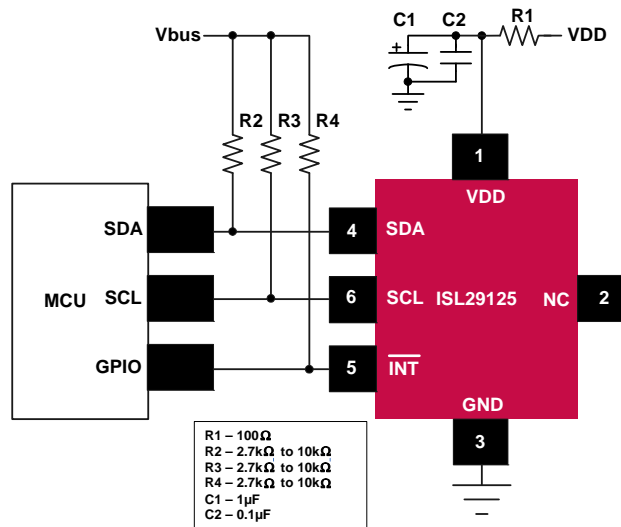 C1 C2 R1
Vbus VDD
R2 R3 R4
1
VDD
SDA 4 SDA
MCU SCL 6 SCL ISL29125 NC 2
GPIO 5 INT
GND
3
R1 – 100Ω
R2 – 2.7kΩ to 10kΩ
R3 – 2.7kΩ to 10kΩ
R4 – 2.7kΩ to 10kΩ
C1 – 1µF
C2 – 0.1µF